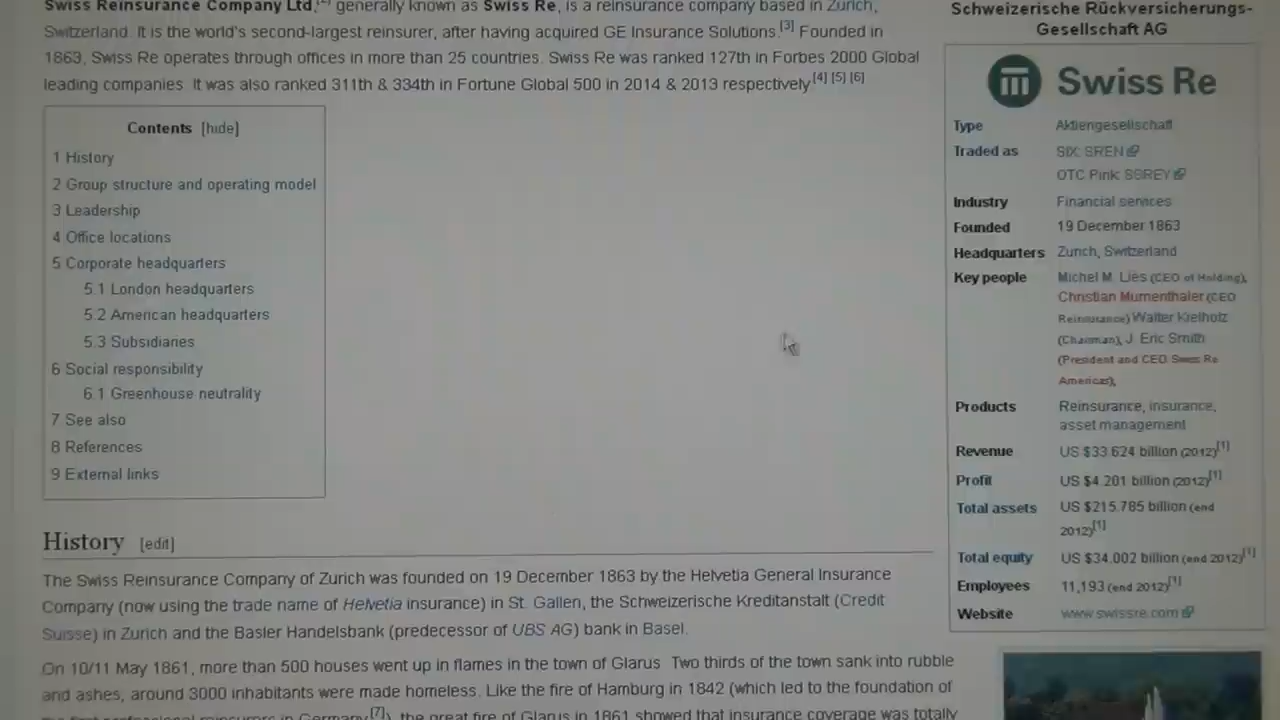 Swiss Reinsurance Company Ltd,[2] generally known as Swiss Re, is a reinsurance company based in Zurich,
Switzerland. It is the world's second-largest reinsurer, after having acquired GE Insurance Solutions.[3] Founded in
1863, Swiss Re operates through offices in more than 25 countries. Swiss Re was ranked 127th in Forbes 2000 Global
leading companies. It was also ranked 311th & 334th in Fortune Global 500 in 2014 & 2013 respectively.[4] [5] [6]
Contents [hide]
1 History
2 Group structure and operating model
3 Leadership
4 Office locations
5 Corporate headquarters
5.1 London headquarters
5.2 American headquarters
5.3 Subsidiaries
6 Social responsibility
6.1 Greenhouse neutrality
7 See also
8 References
9 External links
History [edit]
The Swiss Reinsurance Company of Zurich was founded on 19 December 1863 by the Helvetia General Insurance
Company (now using the trade name of Helvetia insurance) in St. Gallen, the Schweizerische Kreditanstalt (Credit
Suisse) in Zurich and the Basler Handelsbank (predecessor of UBS AG) bank in Basel.
On 10/11 May 1861, more than 500 houses went up in flames in the town of Glarus. Two thirds of the town sank into rubble
and ashes, around 3000 inhabitants were made homeless. Like the fire of Hamburg in 1842 (which led to the foundation of
the first professional reinsurers in Germany[7]), the great fire of Glarus in 1861 showed that insurance coverage was totally
Schweizerische Rückversicherungs-
Gesellschaft AG
Swiss Re
Type Aktiengesellschaft
Traded as SIX: SREN
OTC Pink: SSREY
Industry Financial services
Founded 19 December 1863
Headquarters Zurich, Switzerland
Key people Michel M. Liès (CEO of Holding),
Christian Mumenthaler (CEO
Reinsurance) Walter Kielholz
(Chairman), J. Eric Smith
(President and CEO Swiss Re
Americas),
Products Reinsurance, insurance,
asset management
Revenue US $33.624 billion (2012)[1]
Profit US $4.201 billion (2012)[1]
Total assets US $215.785 billion (end
2012)[1]
Total equity US $34.002 billion (end 2012)[1]
Employees 11,193 (end 2012)[1]
Website www.swissre.com